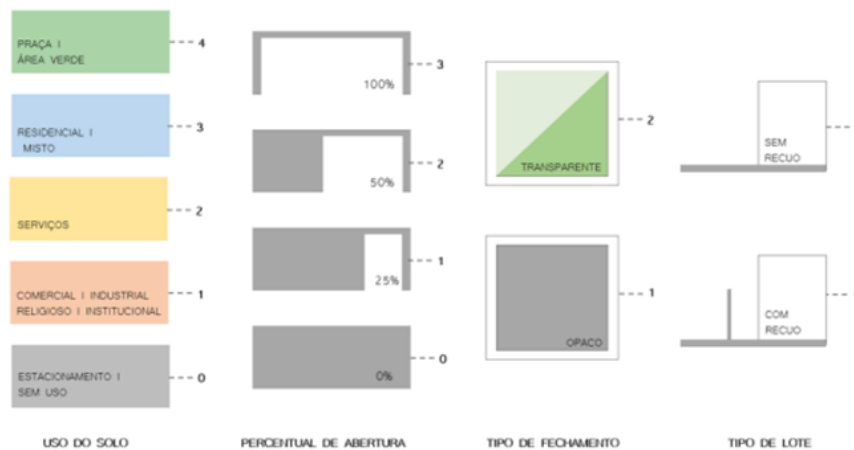 PRAÇA I
ÁREA VERDE
4
RESIDENCIAL I
MISTO
3
SERVIÇOS
2
COMERCIAL I INDUSTRIAL
RELIGIOSO I INSTITUCIONAL
1
ESTACIONAMENTO I
SEM USO
0
USO DO SOLO
100%
3
50%
2
25%
1
0%
0
PERCENTUAL DE ABERTURA
TRANSPARENTE
2
OPACO
1
TIPO DE FECHAMENTO
SEM
RECUO
COM
RECUO
TIPO DE LOTE